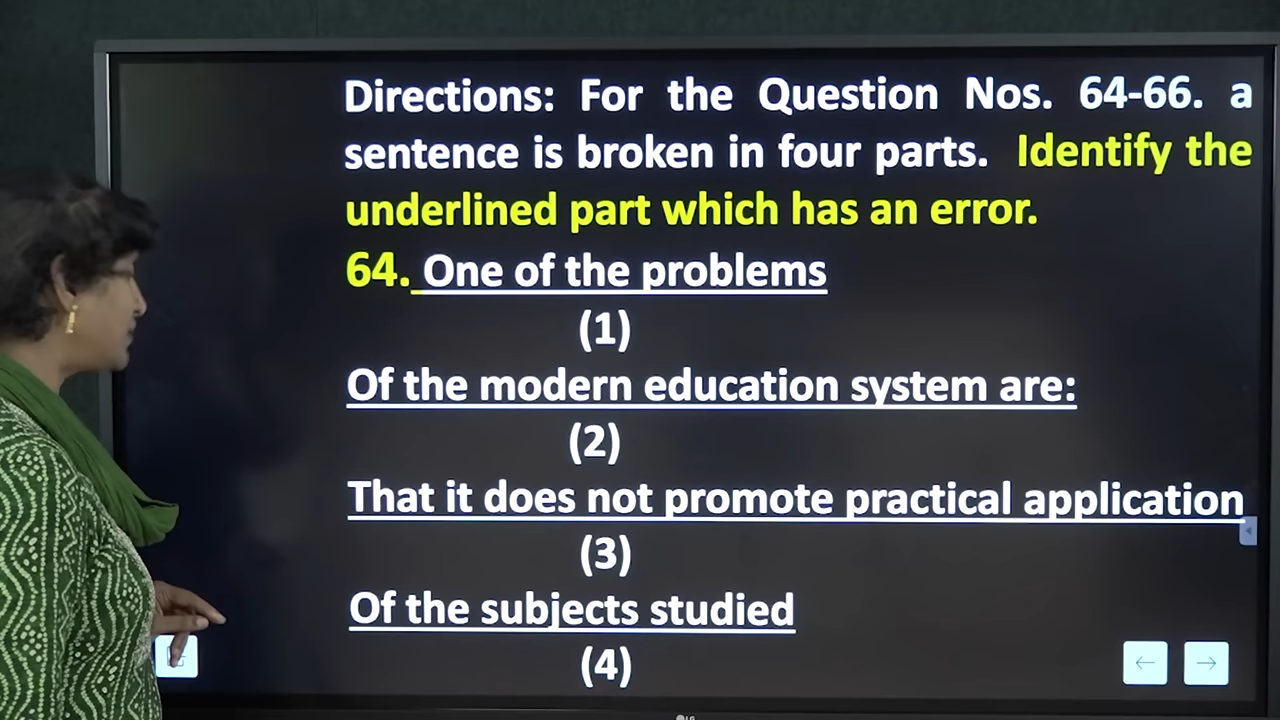 Directions: For the Question Nos. 64-66. a
sentence is broken in four parts. Identify the
underlined part which has an error.
64. One of the problems
(1)
Of the modern education system are:
(2)
That it does not promote practical application
(3)
Of the subjects studied
(4)
LG